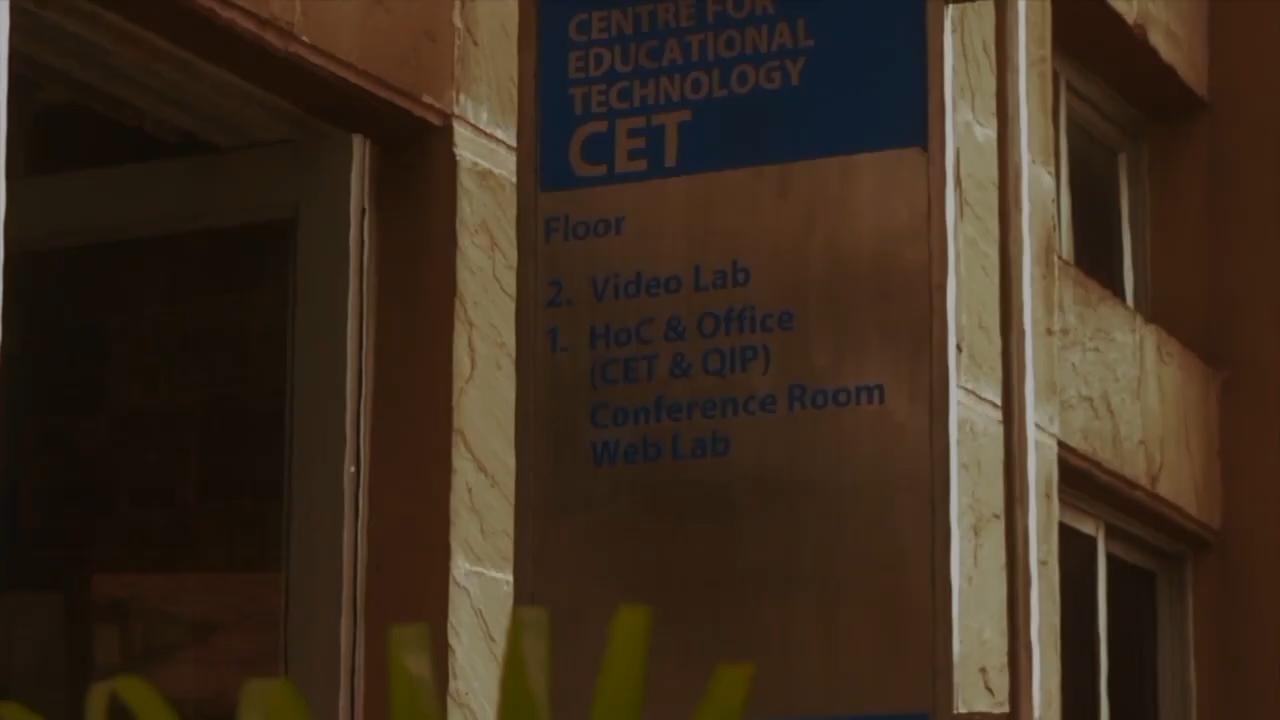 CENTRE FOR
EDUCATIONAL
TECHNOLOGY
CET
Floor
2. Video Lab
1. HoC & Office
(CET & QIP)
Conference Room
Web Lab